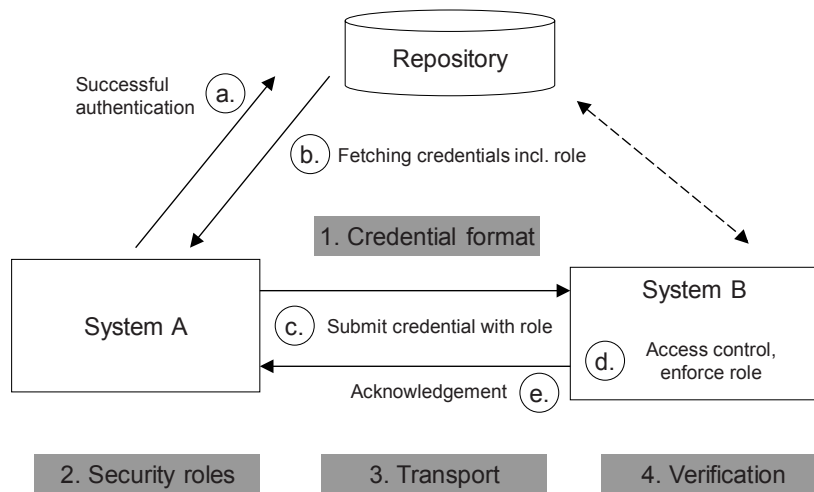 Repository
Successful
authentication
a.
b.
Fetching credentials incl. role
1. Credential format
System A
System B
c.
Submit credential with role
d.
Access control,
enforce role
Acknowledgement
e.
2. Security roles
3. Transport
4. Verification